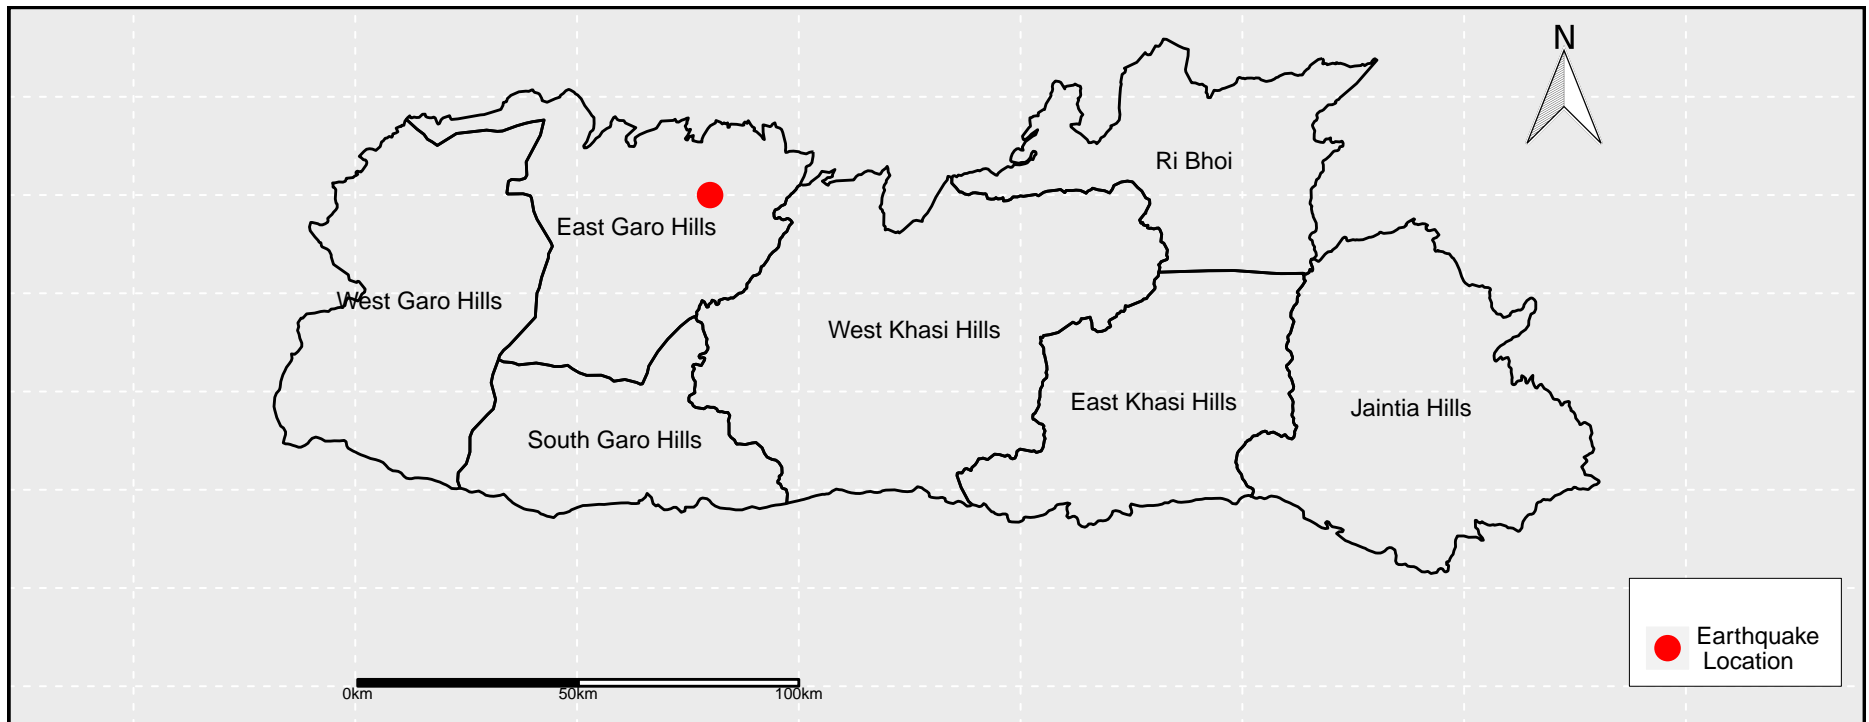 N
Ri Bhoi
East Garo Hills
West Garo Hills
West Khasi Hills
East Khasi Hills
Jaintia Hills
South Garo Hills
Earthquake
Location
0km 50km 100km